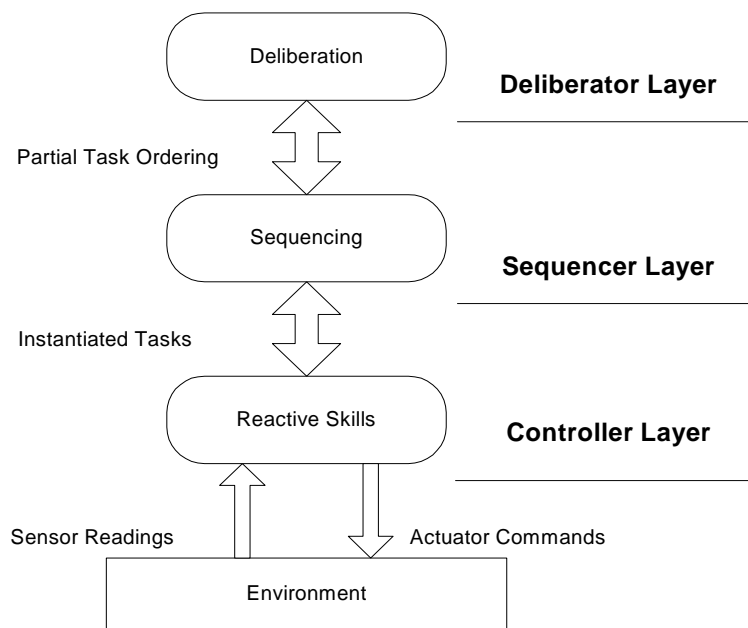 Deliberation
Deliberator Layer
Partial Task Ordering
Sequencing
Sequencer Layer
Instantiated Tasks
Reactive Skills
Controller Layer
Sensor Readings
Actuator Commands
Environment